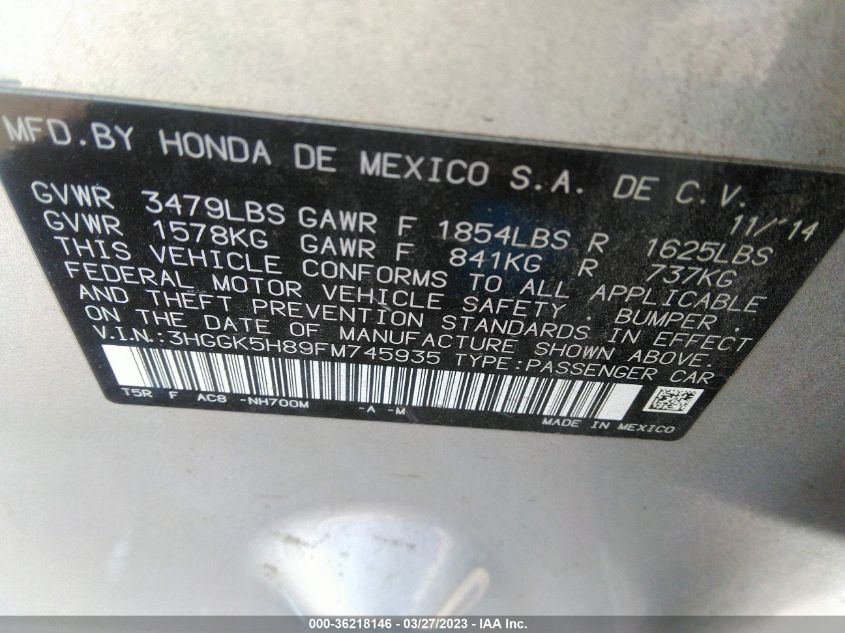 MFD.BY HONDA DE MEXICO S.A. DE C.V.
11/14
GVWR 3479LBS GAWR F 1854LBS R 1625LBS
GVWR 1578KG GAWR F 841KG R 737KG
THIS VEHICLE CONFORMS TO ALL APPLICABLE
FEDERAL MOTOR VEHICLE SAFETY, BUMPER,
AND THEFT PREVENTION STANDARDS IN EFFECT
ON THE DATE OF MANUFACTURE SHOWN ABOVE.
V.I.N.:3HGGK5H89FM745935 TYPE:PASSENGER CAR
T5R F AC8 -NH700M -A -M
MADE IN MEXICO
000-36218146 - 03/27/2023 - IAA Inc.